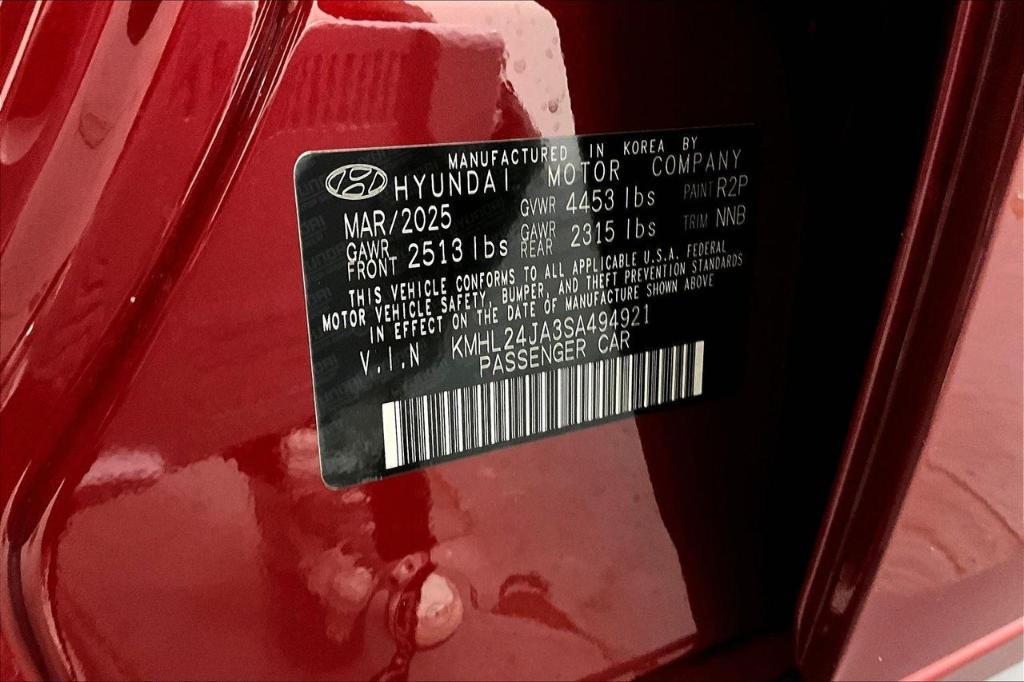 MANUFACTURED IN KOREA BY
HYUNDAI MOTOR COMPANY
MAR/2025 GVWR 4453 lbs PAINT R2P
GAWR FRONT 2513 lbs GAWR REAR 2315 lbs TRIM NNB
THIS VEHICLE CONFORMS TO ALL APPLICABLE U.S.A. FEDERAL
MOTOR VEHICLE SAFETY, BUMPER, AND THEFT PREVENTION STANDARDS
IN EFFECT ON THE DATE OF MANUFACTURE SHOWN ABOVE
V.I.N KMHL24JA3SA494921
PASSENGER CAR